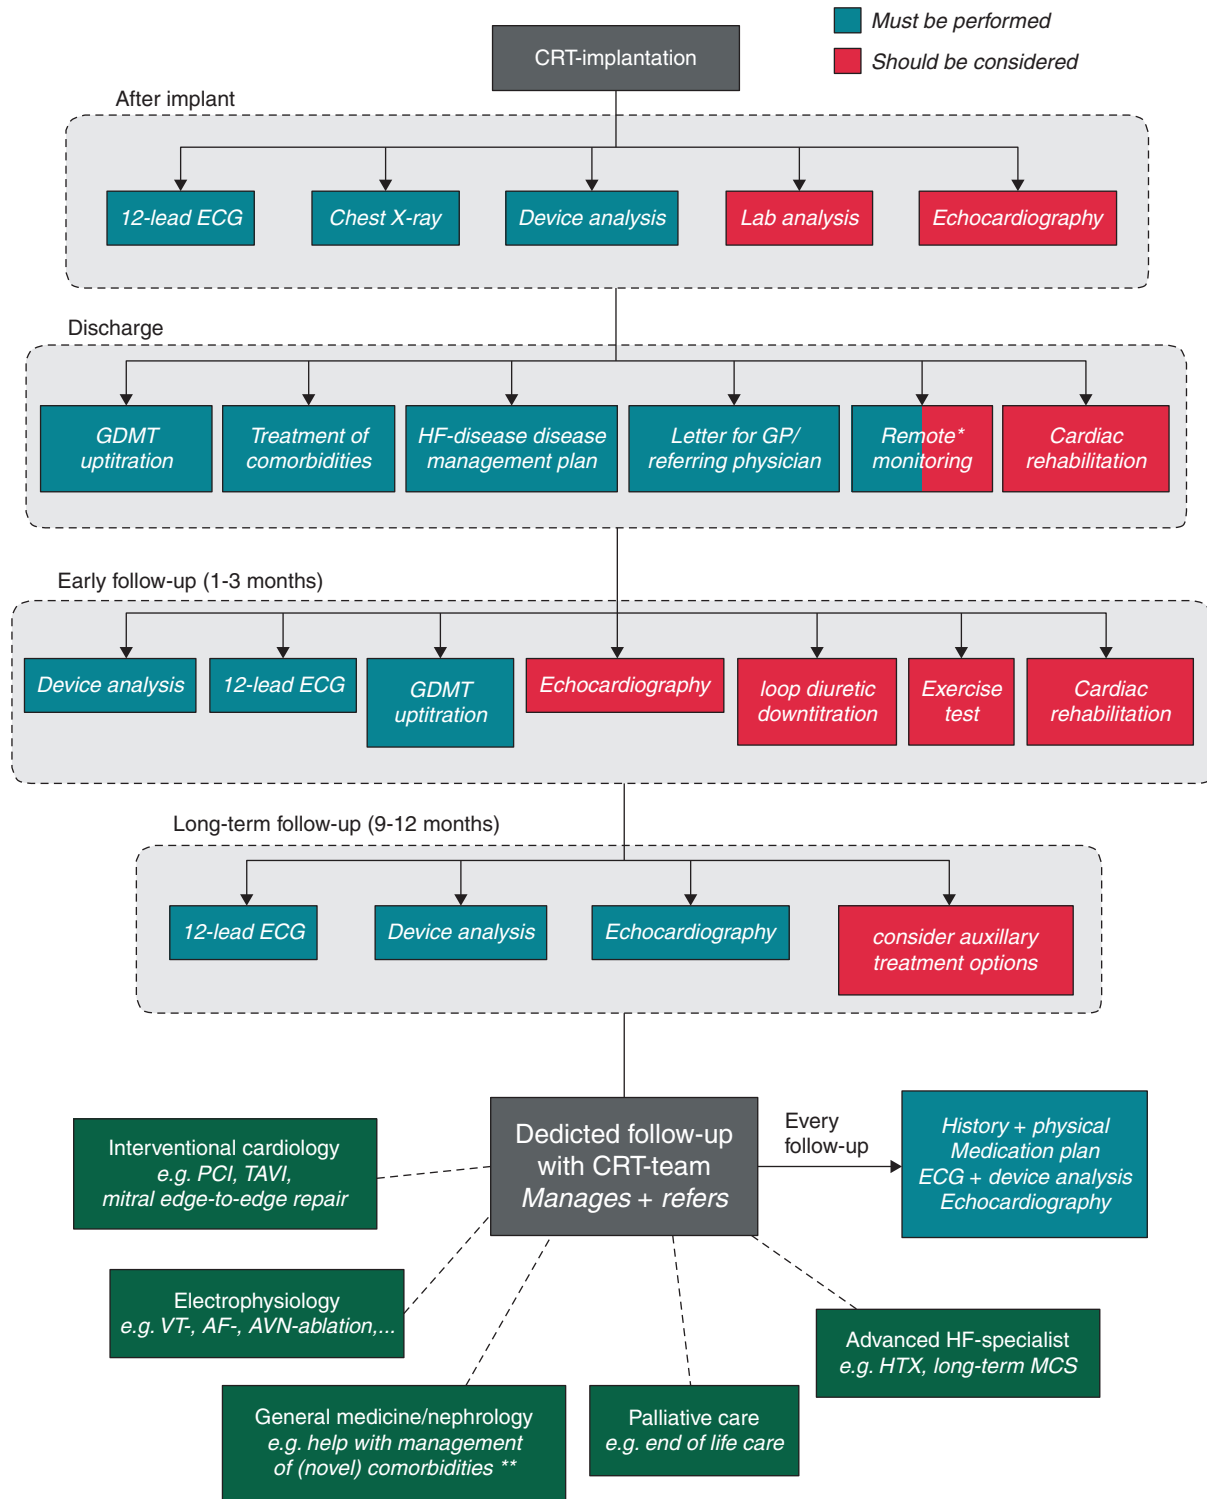 Must be performed
Should be considered
CRT-implantation
After implant
12-lead ECG
Chest X-ray
Device analysis
Lab analysis
Echocardiography
Discharge
GDMT
uptitration
Treatment of
comorbidities
HF-disease disease
management plan
Letter for GP/
referring physician
Remote*
monitoring
Cardiac
rehabilitation
Early follow-up (1-3 months)
Device analysis
12-lead ECG
GDMT
uptitration
Echocardiography
loop diuretic
downtitration
Exercise
test
Cardiac
rehabilitation
Long-term follow-up (9-12 months)
12-lead ECG
Device analysis
Echocardiography
consider auxillary
treatment options
Dedicted follow-up
with CRT-team
Manages + refers
Every
follow-up
History + physical
Medication plan
ECG + device analysis
Echocardiography
Interventional cardiology
e.g. PCI, TAVI,
mitral edge-to-edge repair
Electrophysiology
e.g. VT-, AF-, AVN-ablation,...
General medicine/nephrology
e.g. help with management
of (novel) comorbidities **
Palliative care
e.g. end of life care
Advanced HF-specialist
e.g. HTX, long-term MCS